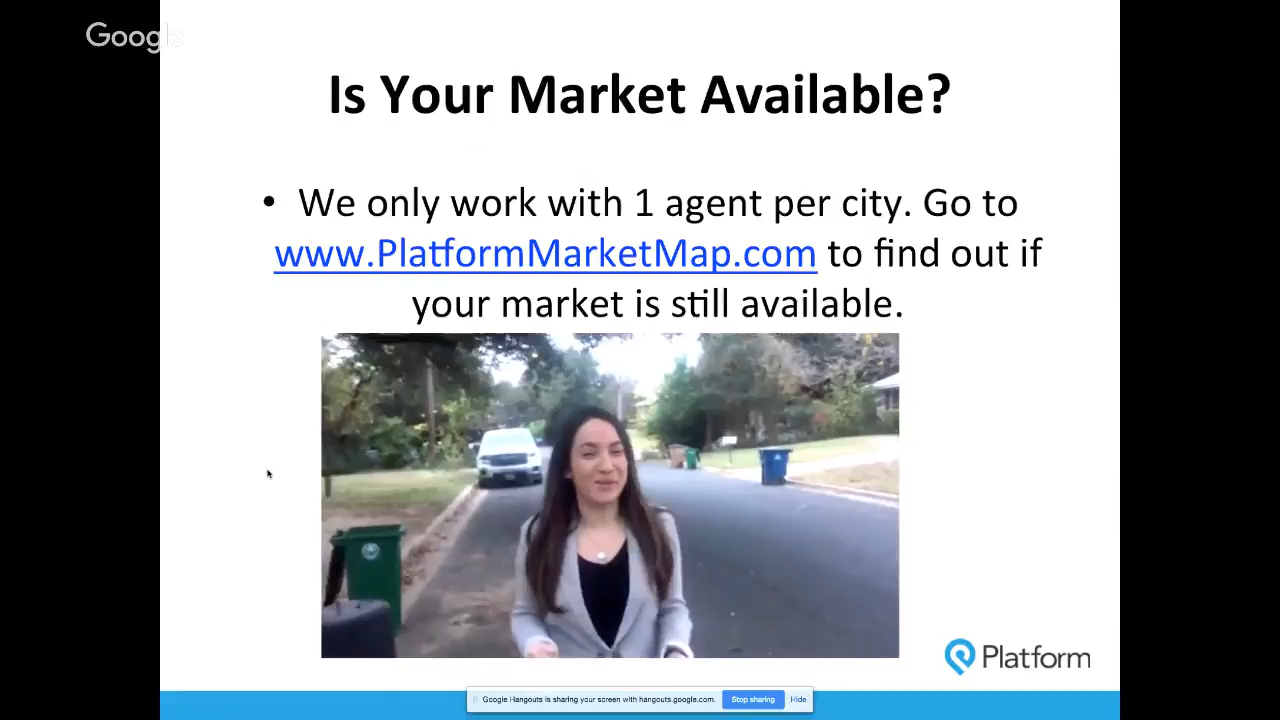 Google
Is Your Market Available?
• We only work with 1 agent per city. Go to
www.PlatformMarketMap.com to find out if
your market is still available.
Platform
Google Hangouts is sharing your screen with hangouts.google.com. Stop sharing Hide